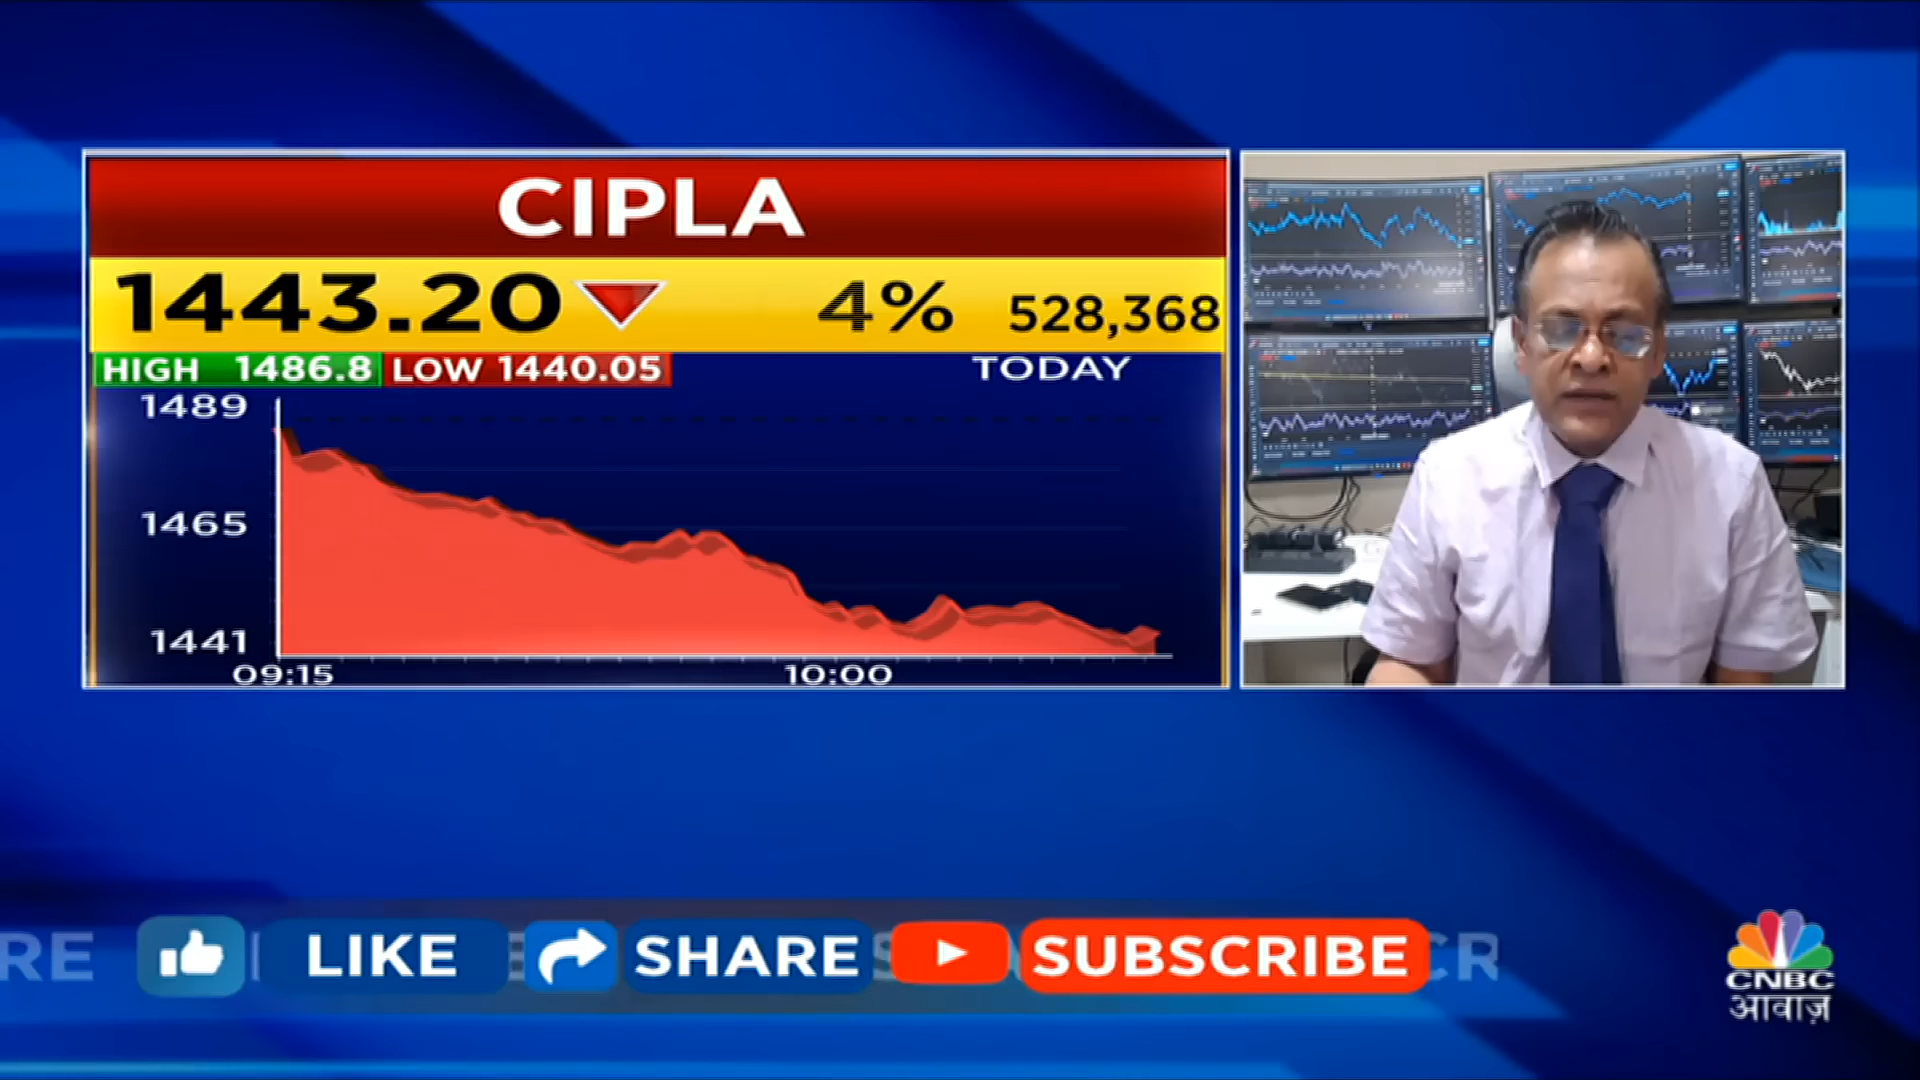 CIPLA
1443.20 4% 528,368
HIGH 1486.8 LOW 1440.05 TODAY
1489
1465
1441
09:15 10:00
RE LIKE SHARE SUBSCRIBE CR
CNBC
आवाज़